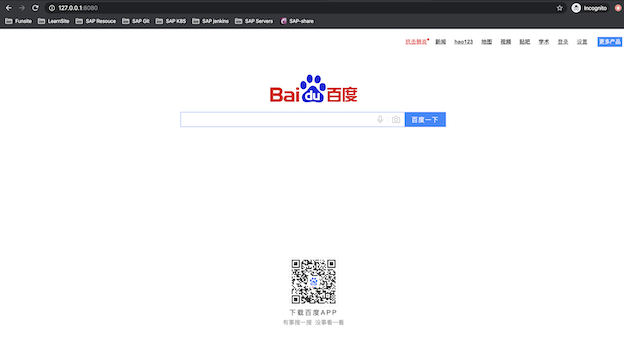 127.0.0.1:8080
Incognito
Funsite LearnSite SAP Resouce SAP Git SAP K8S SAP Jenkins SAP Servers SAP-share
抗击肺炎 新闻 hao123 地图 视频 贴吧 学术 登录 设置 更多产品
Bai du 百度
百度一下
下载百度APP
有事搜一搜 没事看一看